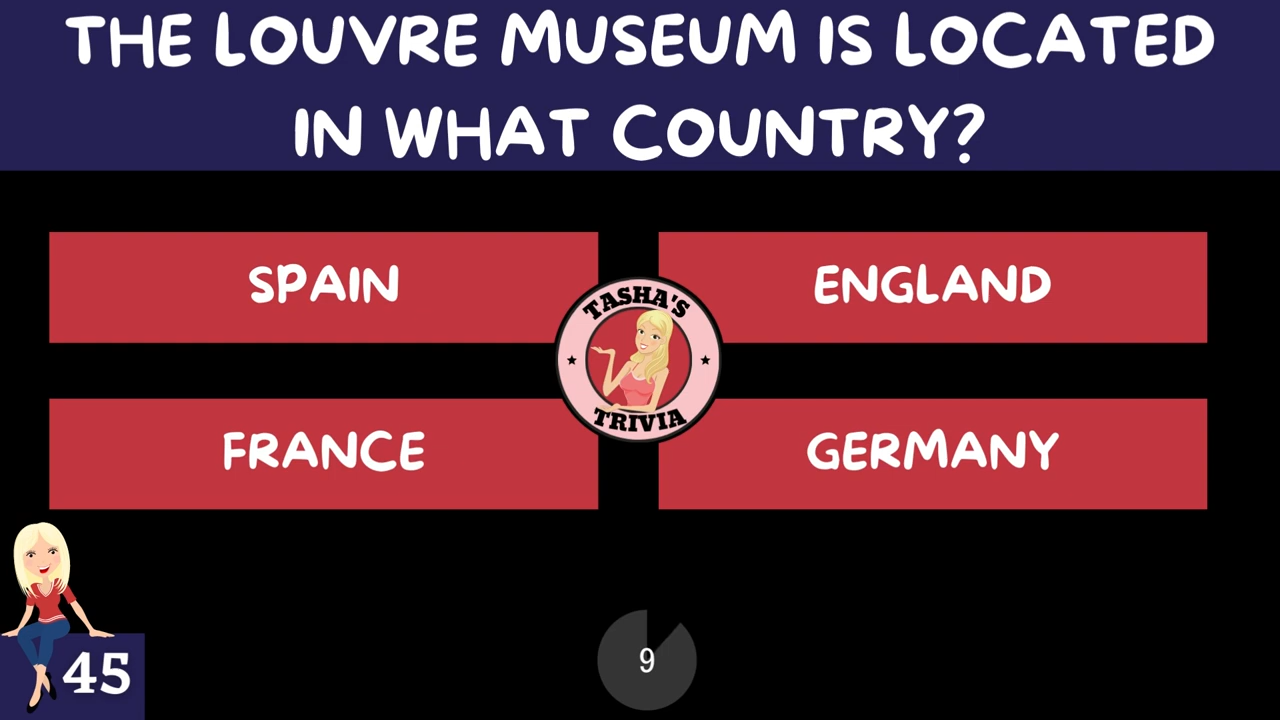 THE LOUVRE MUSEUM IS LOCATED
IN WHAT COUNTRY?
SPAIN
ENGLAND
TASHA'S
TRIVIA
FRANCE
GERMANY
45
9